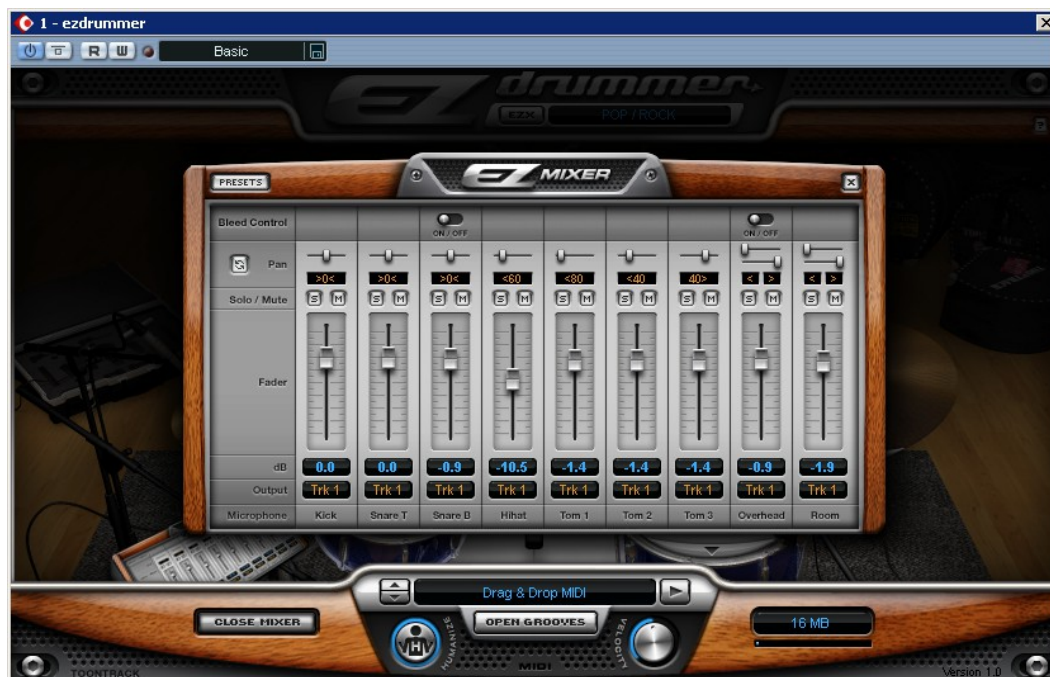 1 - ezdrummer
R W Basic
EZ drummer
EZX POP / ROCK
PRESETS EZ MIXER
Bleed Control ON / OFF ON / OFF
Pan >0< >0< >0< <60 <80 <40 40> < > < >
Solo / Mute S M S M S M S M S M S M S M S M S M
Fader
dB 0.0 0.0 -0.9 -10.5 -1.4 -1.4 -1.4 -0.9 -1.9
Output Trk 1 Trk 1 Trk 1 Trk 1 Trk 1 Trk 1 Trk 1 Trk 1 Trk 1
Microphone Kick Snare T Snare B Hihat Tom 1 Tom 2 Tom 3 Overhead Room
Drag & Drop MIDI
CLOSE MIXER HUMANIZE OPEN GROOVES VELOCITY 16 MB
MIDI
TOONTRACK Version 1.0